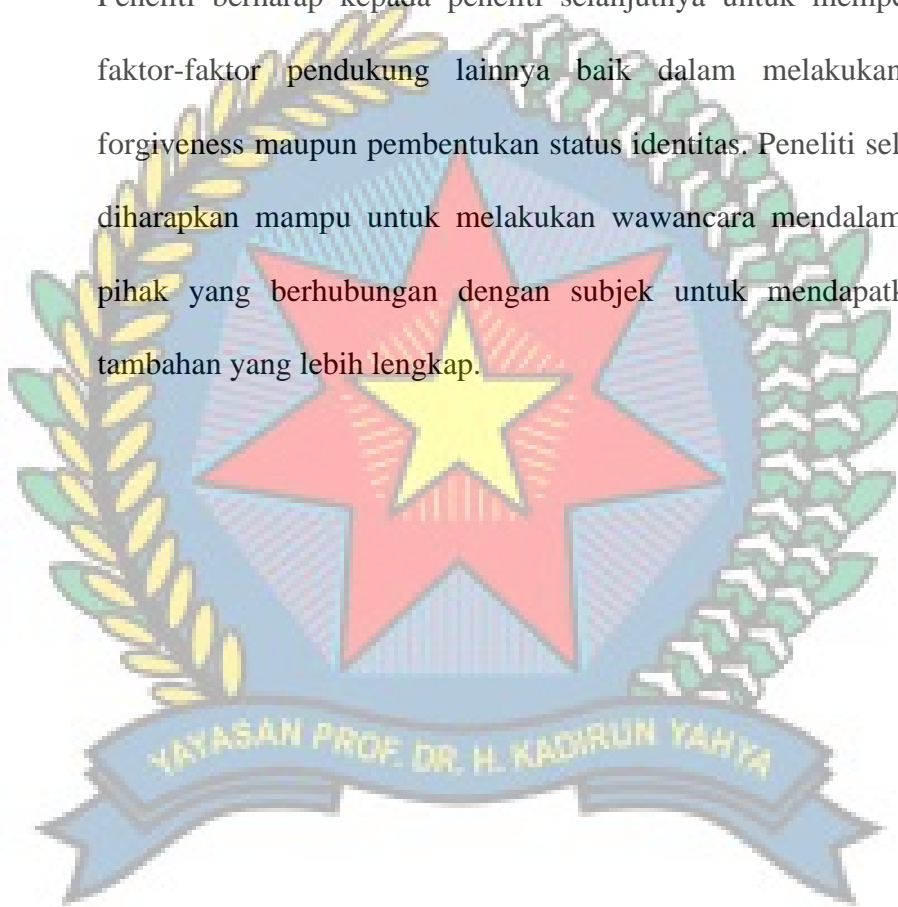 Peneliti berharap kepada peneliti selanjutnya untuk
faktor-faktor pendukung lainnya baik dalam melakukan
forgiveness maupun pembentukan status identitas. Peneliti
diharapkan mampu untuk melakukan wawancara mendalam
pihak yang berhubungan dengan subjek untuk
tambahan yang lebih lengkap.
YAYASAN PROF. DR. H. KADIRUN YAHYA